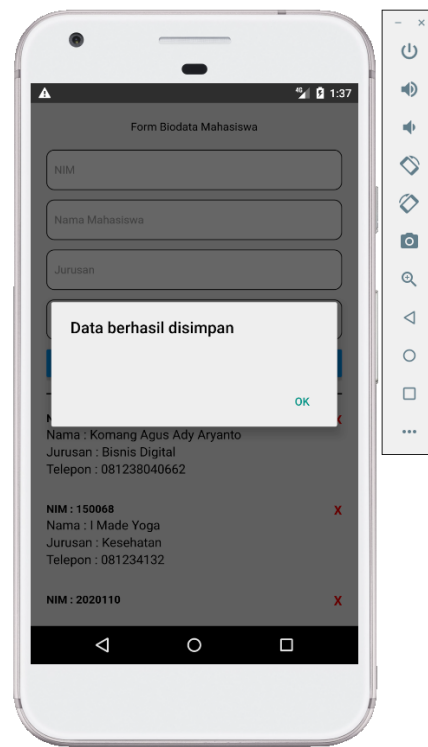 4G 1:37
Form Biodata Mahasiswa
NIM
Nama Mahasiswa
Jurusan
Data berhasil disimpan
OK
Nama : Komang Agus Ady Aryanto
Jurusan : Bisnis Digital
Telepon : 081238040662
NIM : 150068 X
Nama : I Made Yoga
Jurusan : Kesehatan
Telepon : 081234132
NIM : 2020110 X